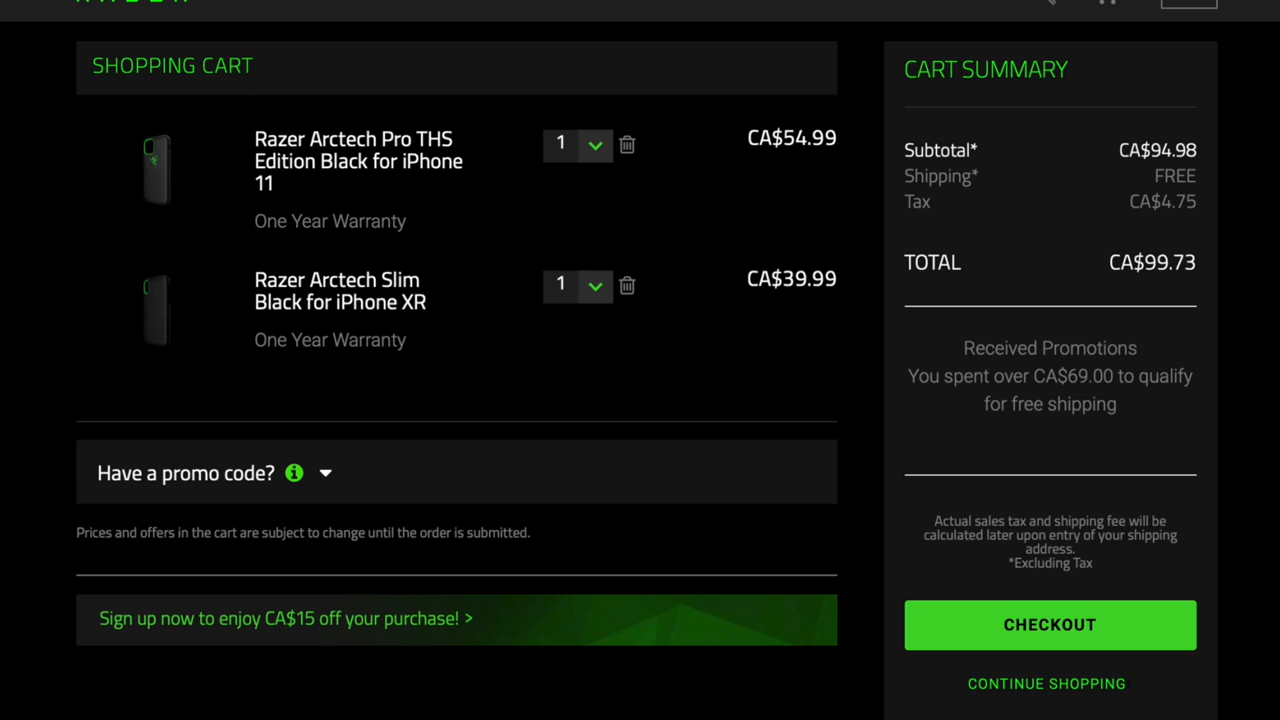 SHOPPING CART
Razer Arctech Pro THS
Edition Black for iPhone
11
One Year Warranty
1
CA$54.99
Razer Arctech Slim
Black for iPhone XR
One Year Warranty
1
CA$39.99
Have a promo code?
Prices and offers in the cart are subject to change until the order is submitted.
Sign up now to enjoy CA$15 off your purchase! >
CART SUMMARY
Subtotal* CA$94.98
Shipping* FREE
Tax CA$4.75
TOTAL CA$99.73
Received Promotions
You spent over CA$69.00 to qualify
for free shipping
Actual sales tax and shipping fee will be
calculated later upon entry of your shipping
address.
*Excluding Tax
CHECKOUT
CONTINUE SHOPPING